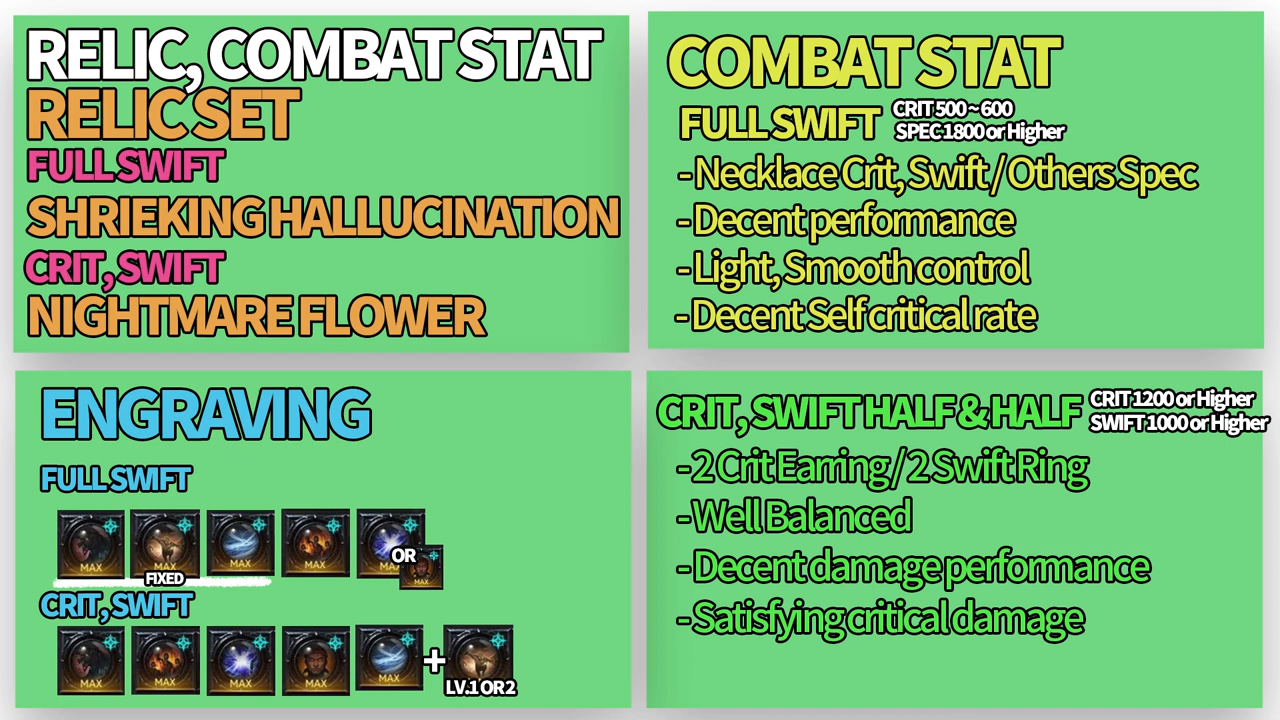 RELIC, COMBAT STAT
RELIC SET
FULL SWIFT
SHRIEKING HALLUCINATION
CRIT, SWIFT
NIGHTMARE FLOWER
COMBAT STAT
FULL SWIFT
CRIT 500 ~ 600
SPEC 1800 or Higher
- Necklace Crit, Swift / Others Spec
- Decent performance
- Light, Smooth control
- Decent Self critical rate
ENGRAVING
FULL SWIFT
MAX MAX MAX MAX MAX OR MAX
FIXED
CRIT, SWIFT
MAX MAX MAX MAX MAX +
LV.1 OR 2
CRIT, SWIFT HALF & HALF
CRIT 1200 or Higher
SWIFT 1000 or Higher
- 2 Crit Earring / 2 Swift Ring
- Well Balanced
- Decent damage performance
- Satisfying critical damage